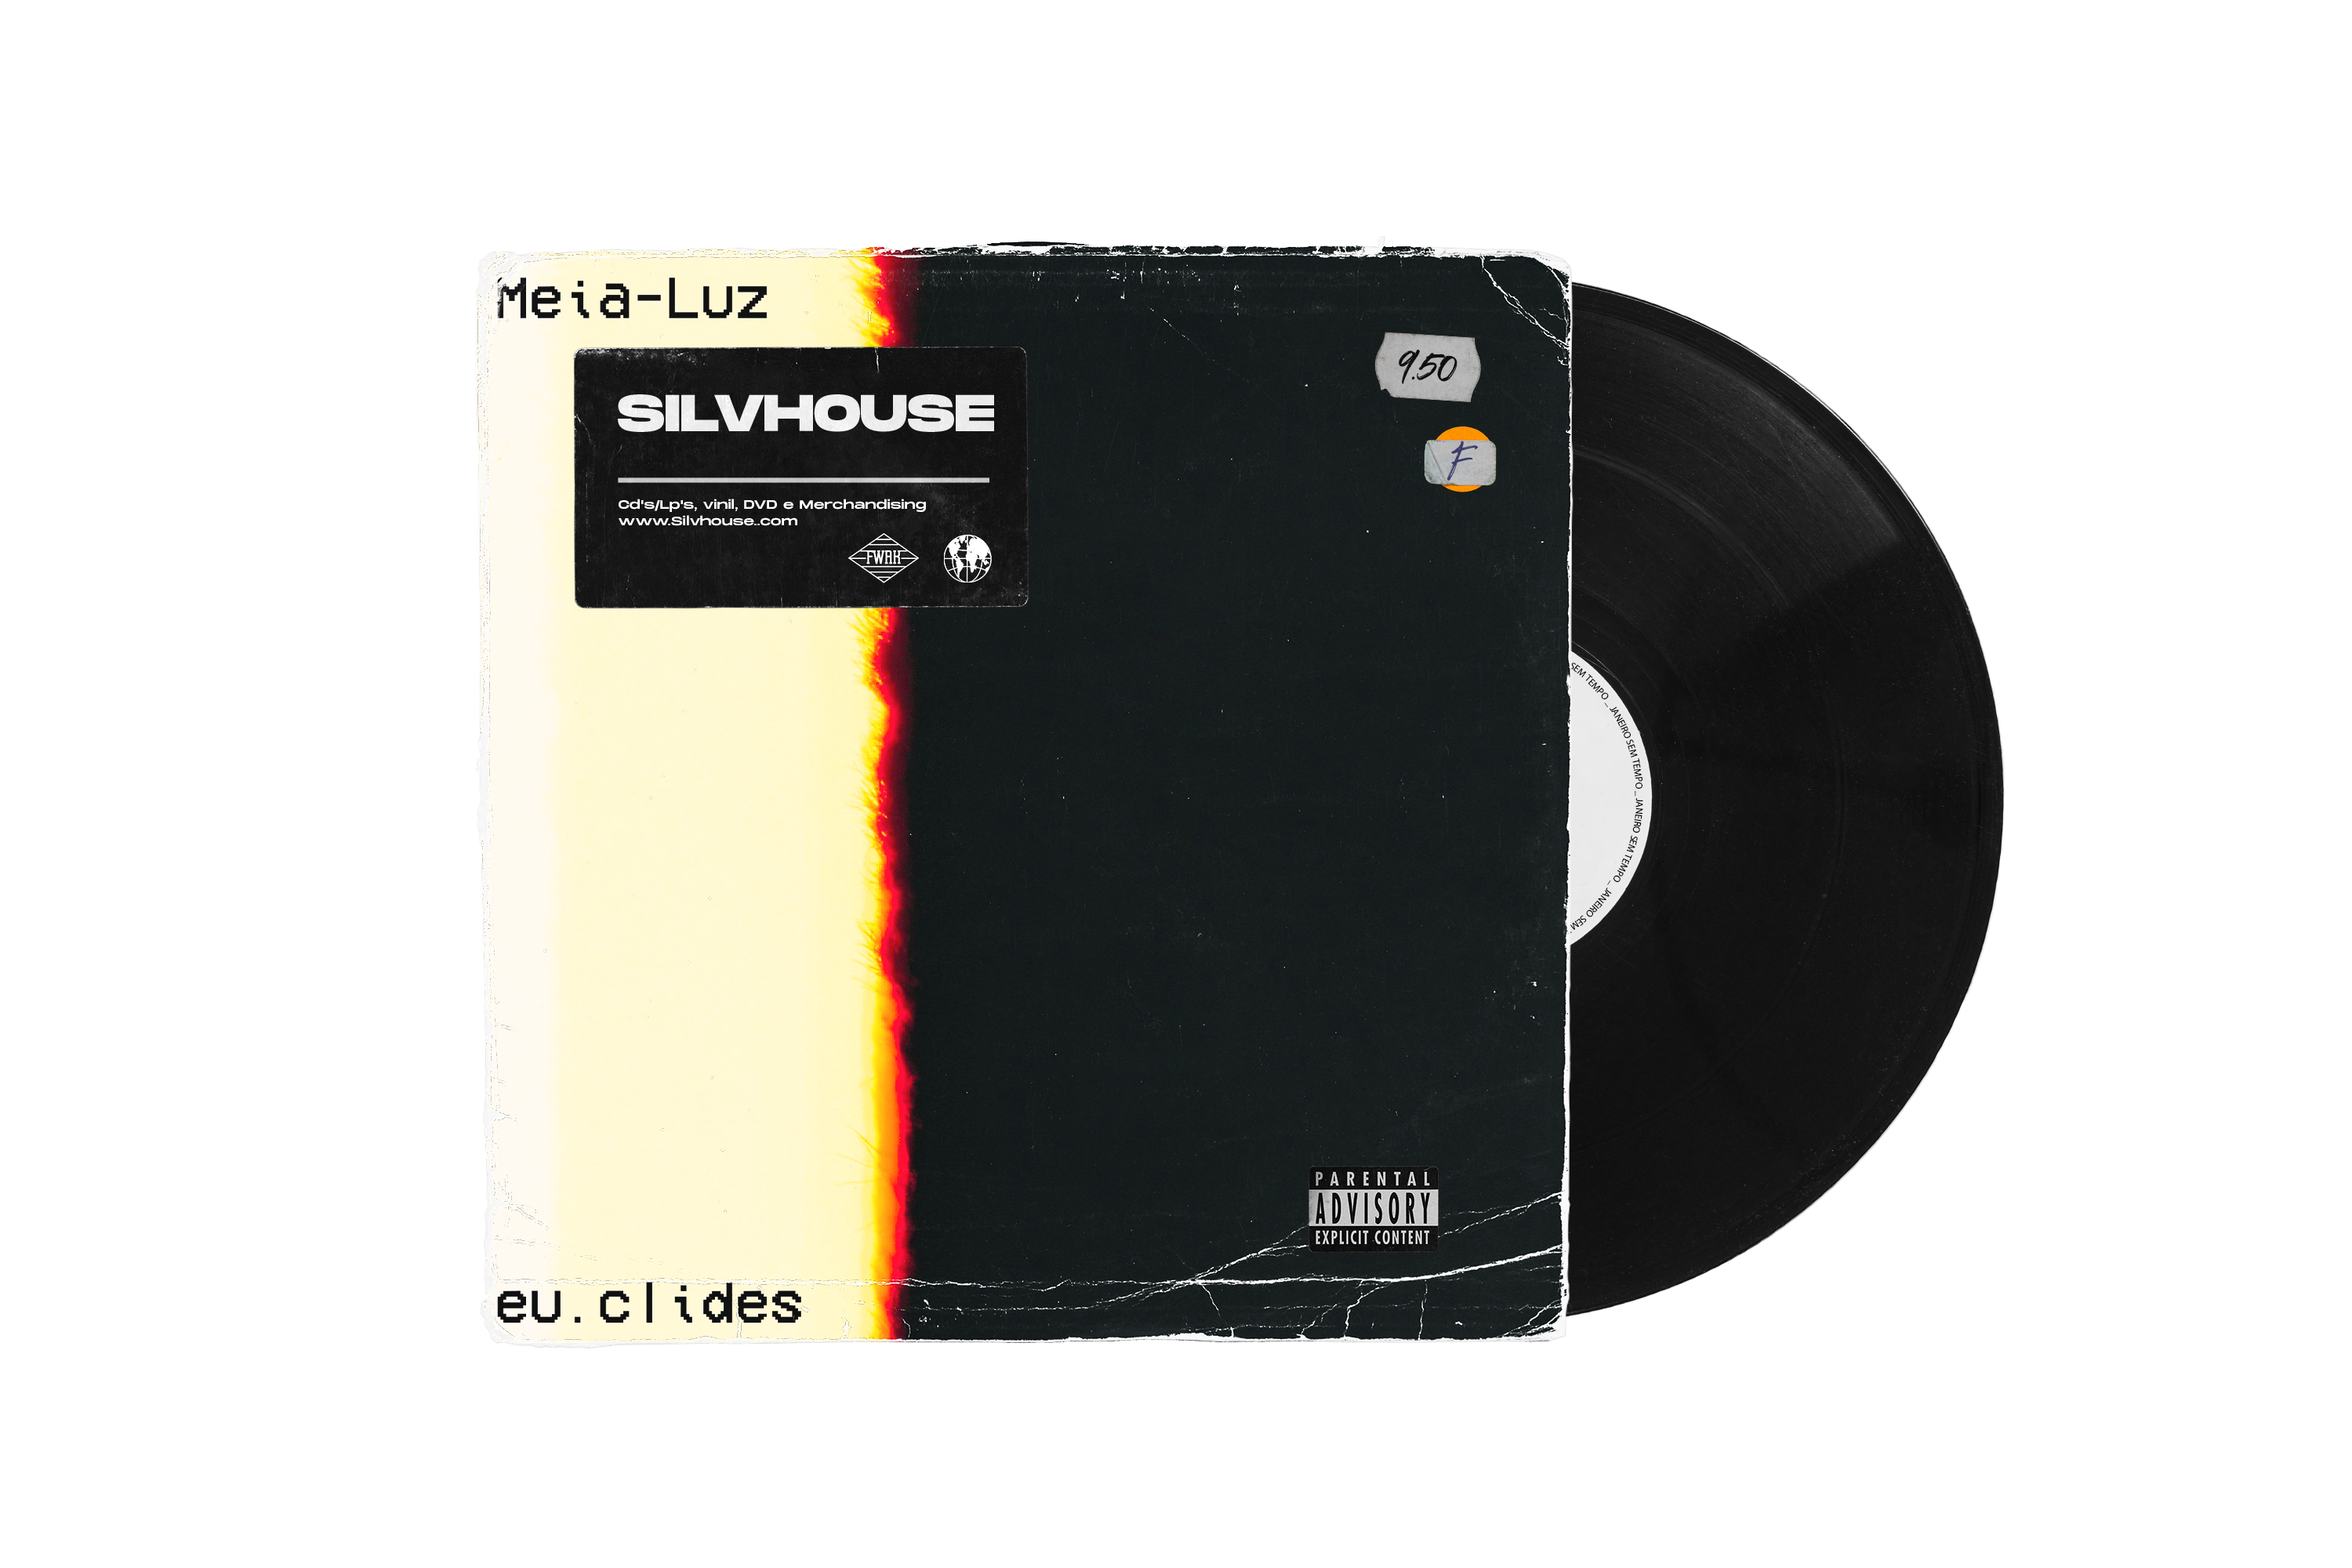 Meia-Luz
SILVHOUSE
Cd's/Lp's, vinil, DVD e Merchandising
www.Silvhouse..com
FWRK
9.50
F
SEM TEMPO _ JANEIRO SEM TEMPO _ JANEIRO SEM TEMPO _ JANEIRO SEM
PARENTAL
ADVISORY
EXPLICIT CONTENT
eu.clides